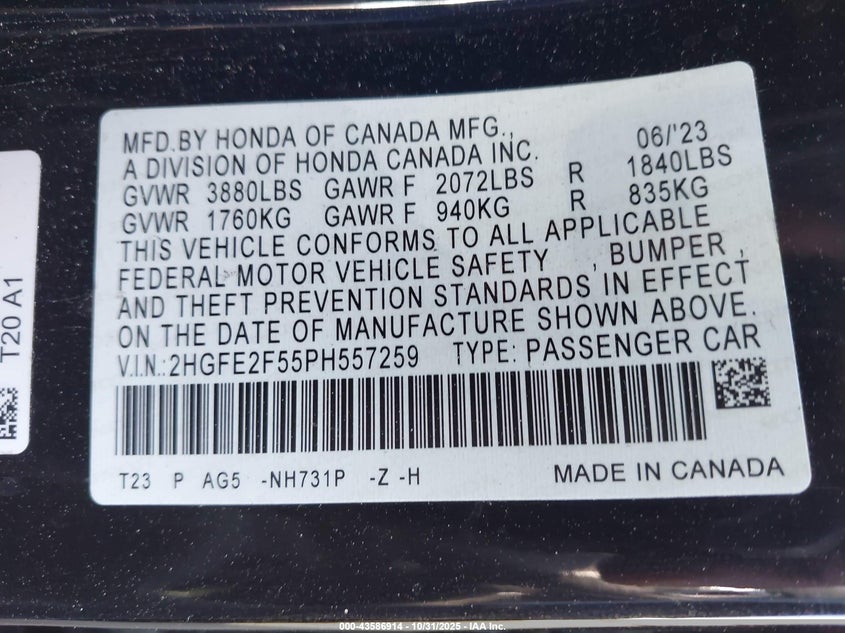 MFD.BY HONDA OF CANADA MFG., 06/'23
A DIVISION OF HONDA CANADA INC.
GVWR 3880LBS GAWR F 2072LBS R 1840LBS
GVWR 1760KG GAWR F 940KG R 835KG
THIS VEHICLE CONFORMS TO ALL APPLICABLE
FEDERAL MOTOR VEHICLE SAFETY , BUMPER ,
AND THEFT PREVENTION STANDARDS IN EFFECT
ON THE DATE OF MANUFACTURE SHOWN ABOVE.
V.I.N.:2HGFE2F55PH557259 TYPE: PASSENGER CAR
T23 P AG5 -NH731P -Z -H MADE IN CANADA
T20 A1
000-43586914 - 10/31/2025 - IAA Inc.